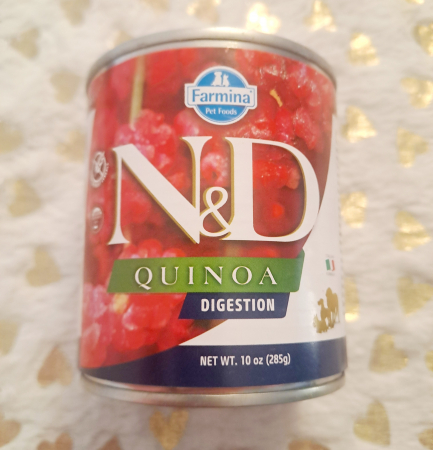 Farmina
Pet Foods
N&D
QUINOA
DIGESTION
NET WT. 10 oz (285g)